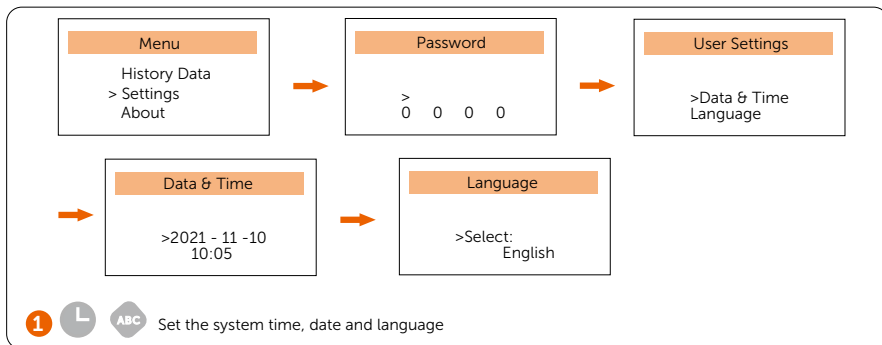 Menu
History Data
> Settings
About
Password
>
0 0 0 0
User Settings
>Data & Time
Language
Data & Time
>2021 - 11 -10
10:05
Language
>Select:
English
1 ABC Set the system time, date and language